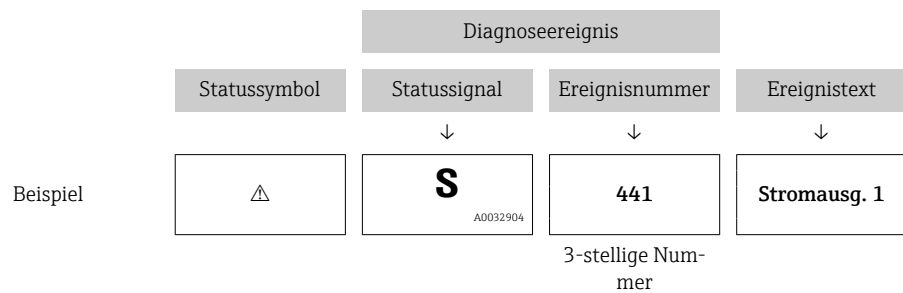 Diagnoseereignis
Statussymbol Statussignal Ereignisnummer Ereignistext
↓ ↓ ↓
Beispiel ⚠ S 441 Stromausg. 1
A0032904
3-stellige Num-
mer